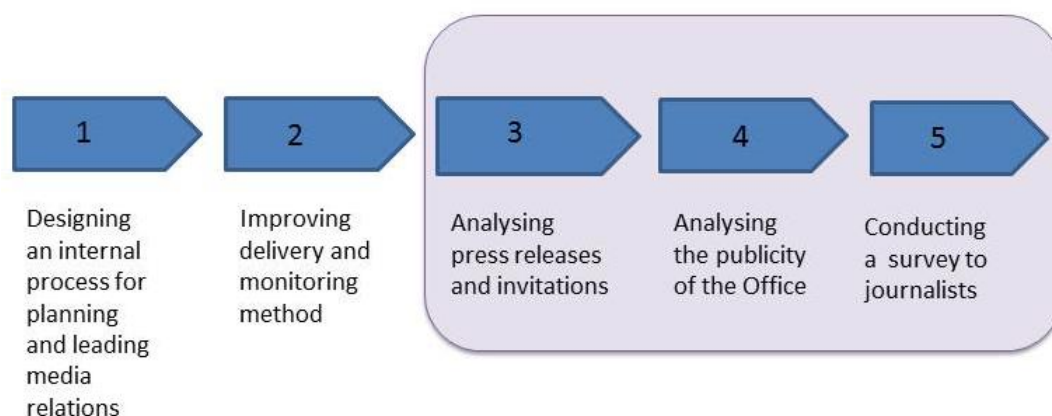 1
Designing
an internal
process for
planning
and leading
media
relations
2
Improving
delivery and
monitoring
method
3
Analysing
press releases
and invitations
4
Analysing
the publicity
of the Office
5
Conducting
a survey to
journalists